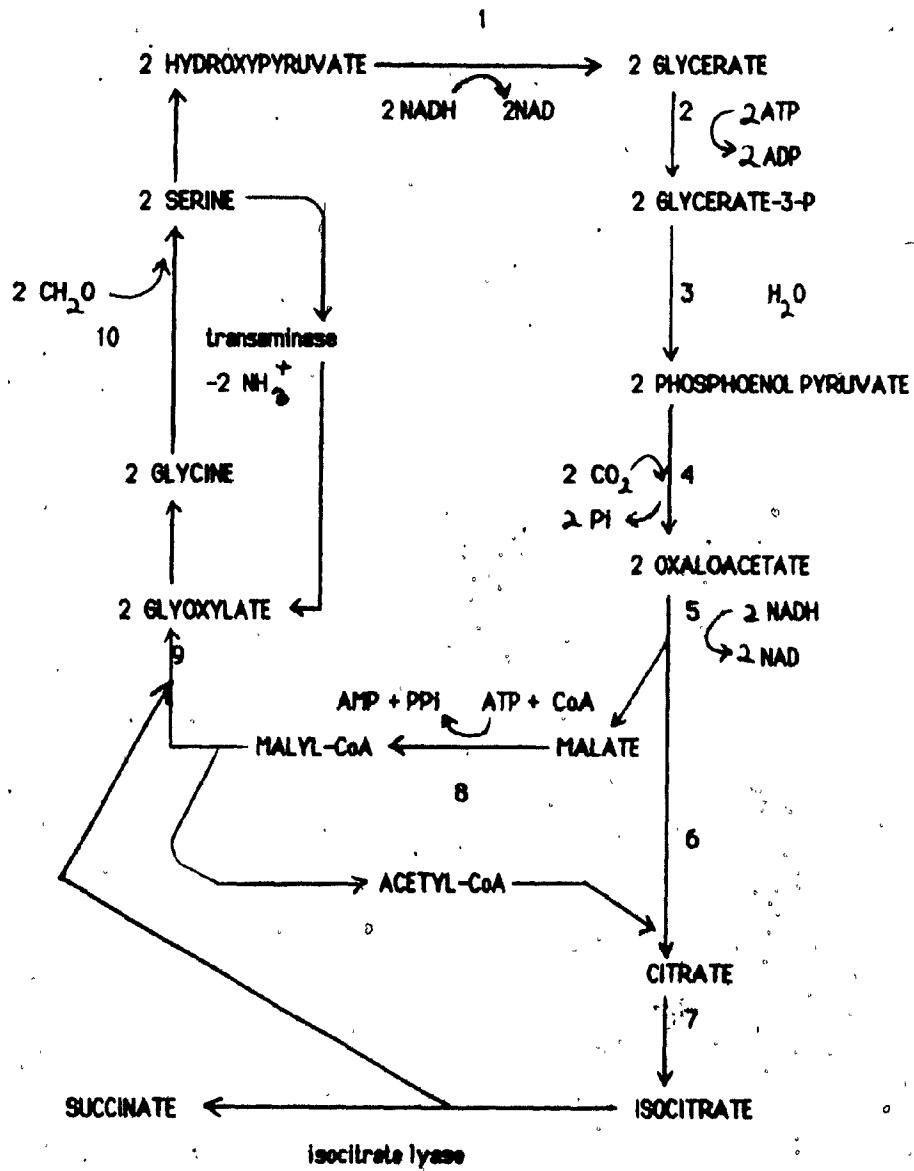 1
2 HYDROXYPYRUVATE 2 GLYCERATE
2 NADH 2NAD
2 2ATP
2 ADP
2 SERINE 2 GLYCERATE-3-P
2 CH2O 3 H2O
10 transaminase
-2 NH3+
2 PHOSPHOENOL PYRUVATE
2 GLYCINE 2 CO2 4
2 Pi
2 OXALOACETATE
2 GLYOXYLATE 5 2 NADH
9 2 NAD
AMP + PPi ATP + CoA
MALYL-CoA MALATE
8
6
ACETYL-CoA
CITRATE
7
SUCCINATE ISOCITRATE
isocitrate lyase